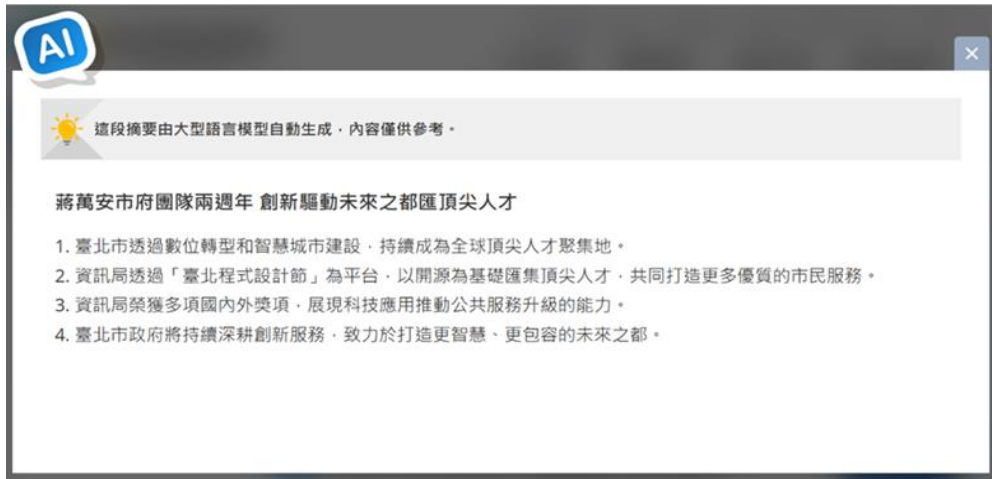 AI
×
這段摘要由大型語言模型自動生成，內容僅供參考。
蔣萬安市府團隊兩週年 創新驅動未來之都匯頂尖人才
1. 臺北市透過數位轉型和智慧城市建設，持續成為全球頂尖人才聚集地。
2. 資訊局透過「臺北程式設計節」為平台，以開源為基礎匯集頂尖人才，共同打造更多優質的市民服務。
3. 資訊局榮獲多項國內外獎項，展現科技應用推動公共服務升級的能力。
4. 臺北市政府將持續深耕創新服務，致力於打造更智慧、更包容的未來之都。